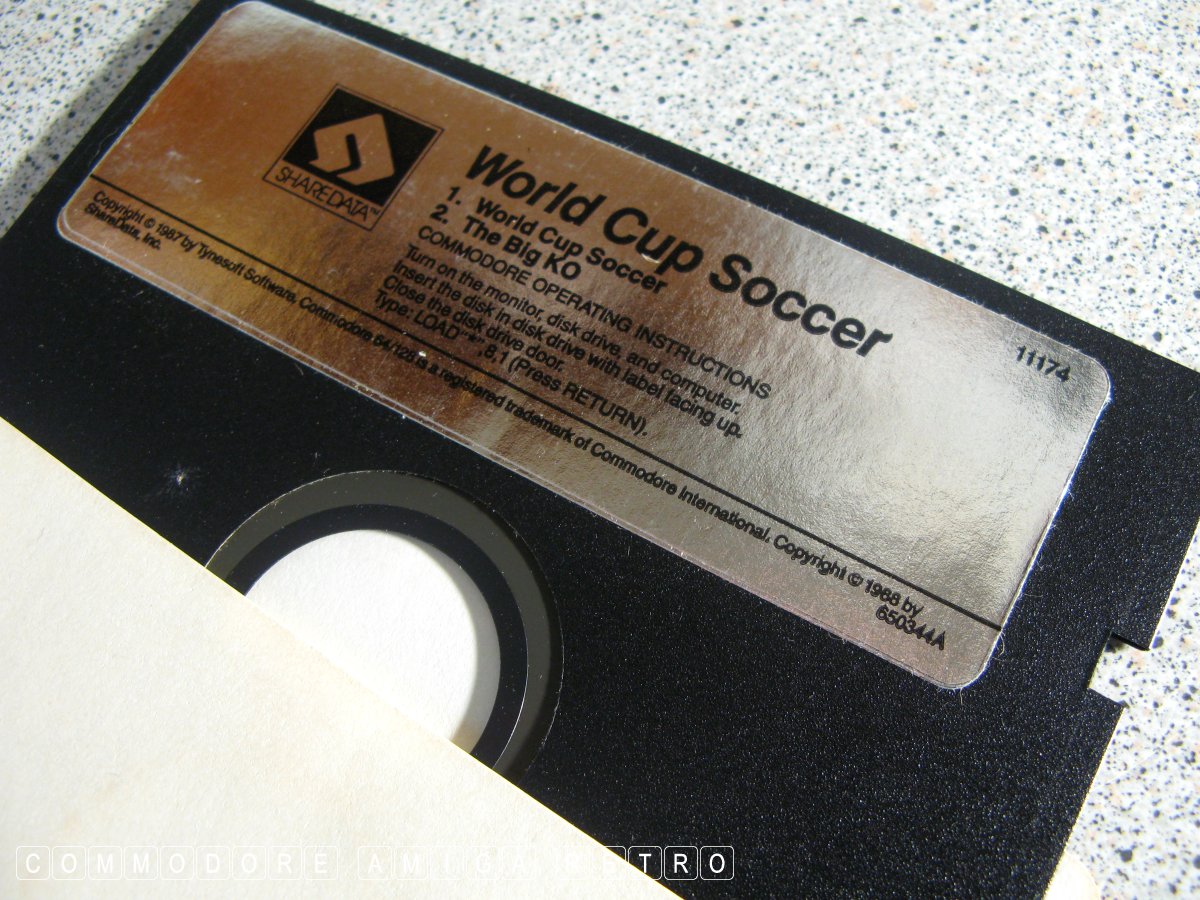 SHAREDATA™
World Cup Soccer
1. World Cup Soccer
2. The Big KO
COMMODORE OPERATING INSTRUCTIONS
Turn on the monitor, disk drive, and computer.
Insert the disk in disk drive with label facing up.
Close the disk drive door.
Type: LOAD"*",8,1 (Press RETURN).
11174
Copyright © 1987 by Tynesoft Software. Commodore 64/128 is a registered trademark of Commodore International. Copyright © 1988 by
ShareData, Inc.
650344A
COMMODORE AMIGA RETRO